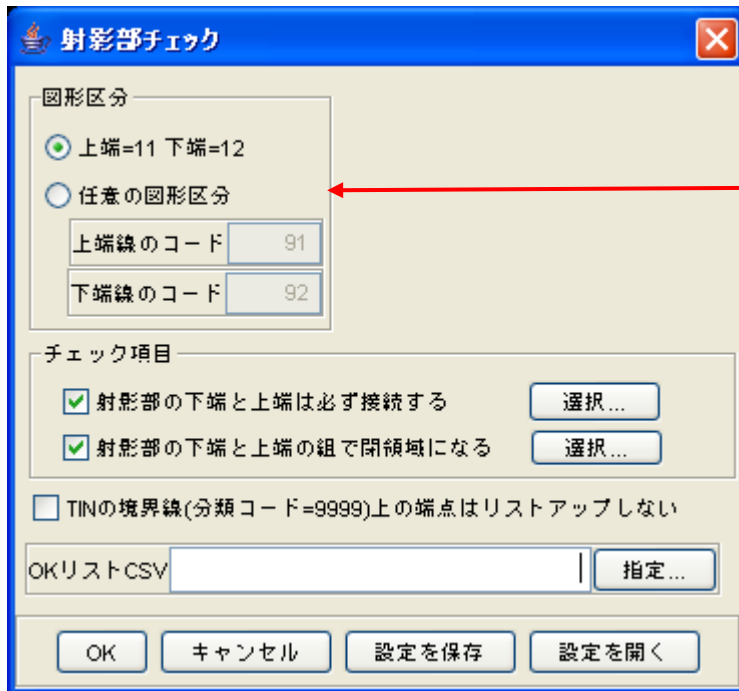 射影部チェック
図形区分
上端=11 下端=12
任意の図形区分
上端線のコード 91
下端線のコード 92
チェック項目
射影部の下端と上端は必ず接続する 選択...
射影部の下端と上端の組で閉領域になる 選択...
TINの境界線(分類コード=9999)上の端点はリストアップしない
OKリストCSV 指定...
OK キャンセル 設定を保存 設定を開く